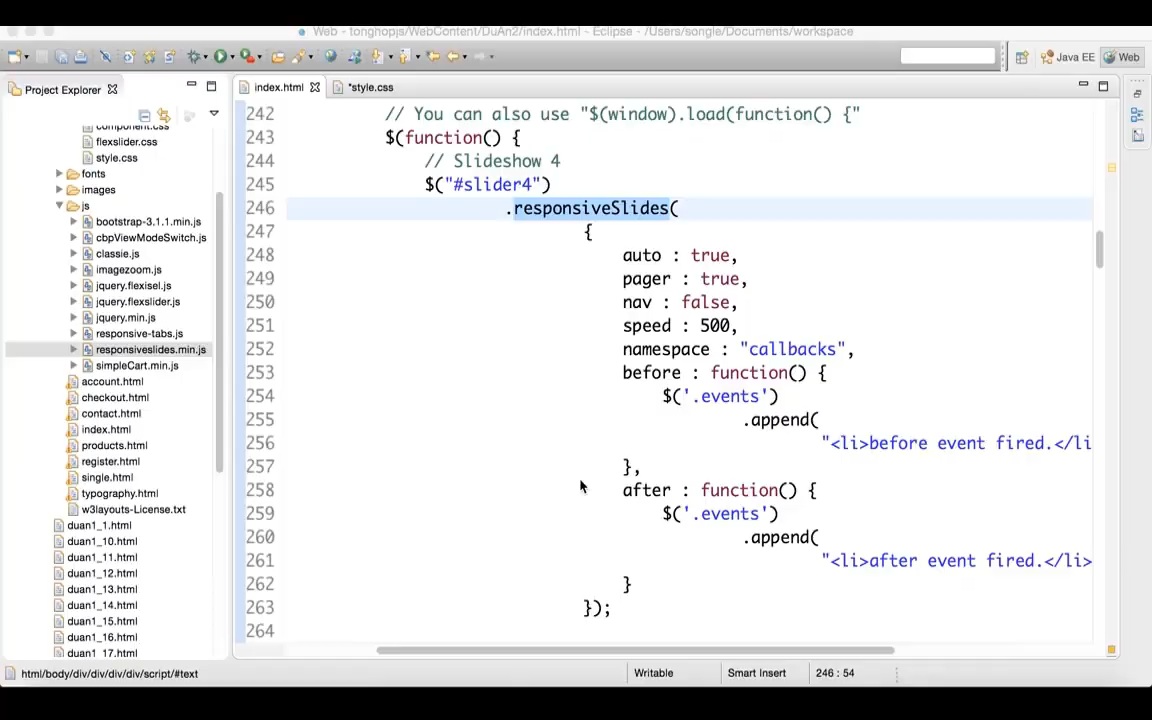 Web - tonghopjs/WebContent/DuAn2/index.html - Eclipse - /Users/songle/Documents/workspace
Java EE
Web
Project Explorer
index.html
*style.css
component.css
flexslider.css
style.css
fonts
images
js
bootstrap-3.1.1.min.js
cbpViewModeSwitch.js
classie.js
imagezoom.js
jquery.flexisel.js
jquery.flexslider.js
jquery.min.js
responsive-tabs.js
responsiveslides.min.js
simpleCart.min.js
account.html
checkout.html
contact.html
index.html
products.html
register.html
single.html
typography.html
w3layouts-License.txt
duan1_1.html
duan1_10.html
duan1_11.html
duan1_12.html
duan1_13.html
duan1_14.html
duan1_15.html
duan1_16.html
duan1_17.html
242 // You can also use "$(window).load(function() {"
243 $(function() {
244 // Slideshow 4
245 $("#slider4")
246 .responsiveSlides(
247 {
248 auto : true,
249 pager : true,
250 nav : false,
251 speed : 500,
252 namespace : "callbacks",
253 before : function() {
254 $('.events')
255 .append(
256 "<li>before event fired.</li
257 },
258 after : function() {
259 $('.events')
260 .append(
261 "<li>after event fired.</li>
262 }
263 });
264
html/body/div/div/div/div/script/#text
Writable
Smart Insert
246 : 54